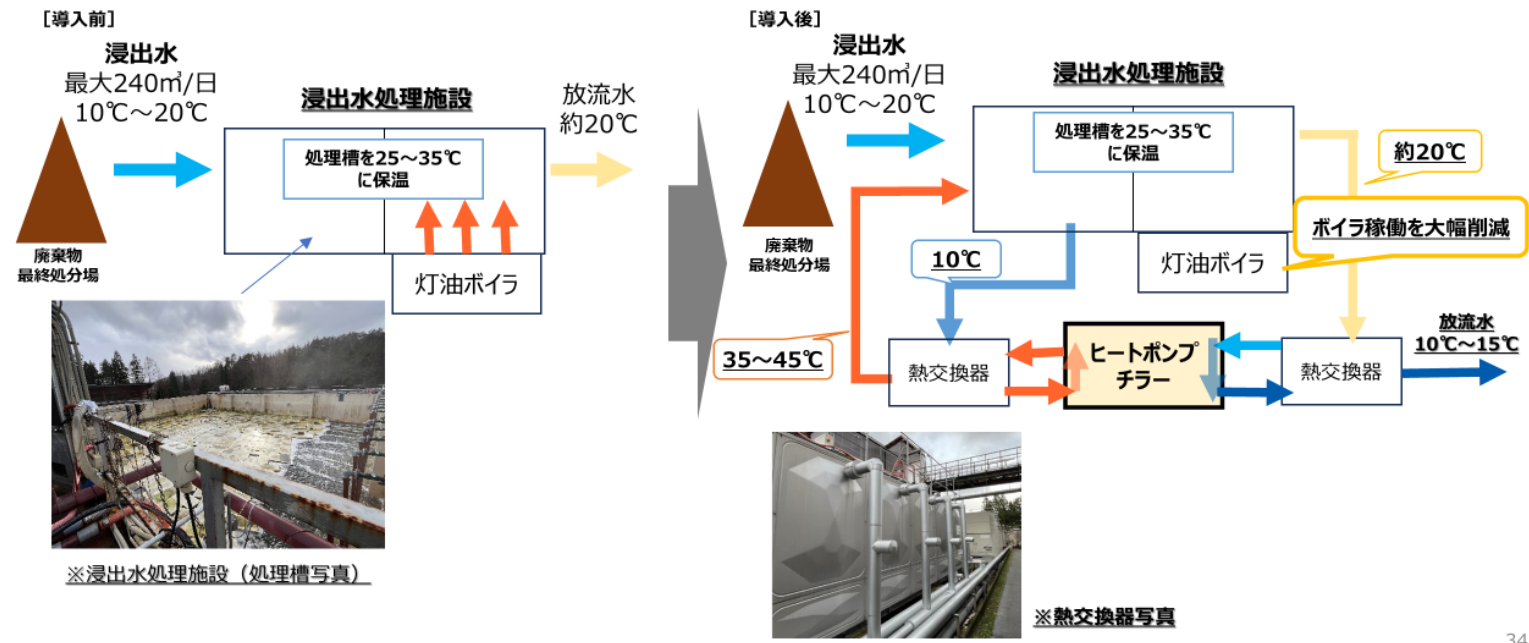 ［導入前］
浸出水
最大240㎥/日
10℃～20℃
浸出水処理施設
放流水
約20℃
処理槽を25～35℃
に保温
廃棄物
最終処分場
灯油ボイラ
※浸出水処理施設（処理槽写真）
［導入後］
浸出水
最大240㎥/日
10℃～20℃
浸出水処理施設
処理槽を25～35℃
に保温
約20℃
ボイラ稼働を大幅削減
廃棄物
最終処分場
10℃
灯油ボイラ
35～45℃
熱交換器
ヒートポンプ
チラー
熱交換器
放流水
10℃～15℃
※熱交換器写真
34